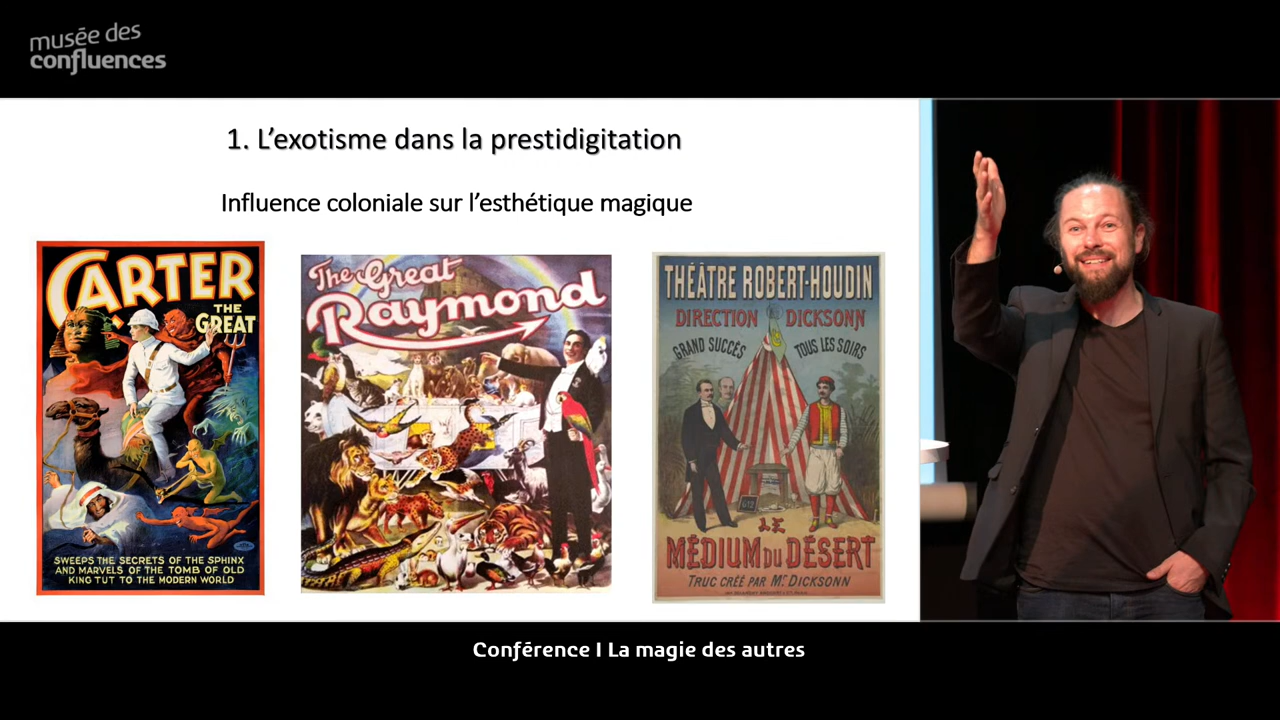 musée des
confluences
1. L'exotisme dans la prestidigitation
Influence coloniale sur l'esthétique magique
CARTER
THE
GREAT
SWEEPS THE SECRETS OF THE SPHINX
AND MARVELS OF THE TOMB OF OLD
KING TUT TO THE MODERN WORLD
The Great
Raymond
THÉÂTRE ROBERT-HOUDIN
DIRECTION DICKSONN
GRAND SUCCÈS TOUS LES SOIRS
612
LE
MÉDIUM DU DÉSERT
TRUC CRÉÉ PAR Mr DICKSONN
Conférence I La magie des autres